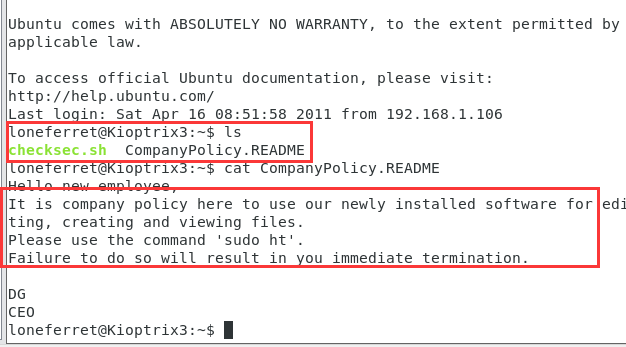 Ubuntu comes with ABSOLUTELY NO WARRANTY, to the extent permitted by
applicable law.
To access official Ubuntu documentation, please visit:
http://help.ubuntu.com/
Last login: Sat Apr 16 08:51:58 2011 from 192.168.1.106
loneferret@Kioptrix3:~$ ls
checksec.sh  CompanyPolicy.README
loneferret@Kioptrix3:~$ cat CompanyPolicy.README
Hello new employee,
It is company policy here to use our newly installed software for edi
ting, creating and viewing files.
Please use the command 'sudo ht'.
Failure to do so will result in you immediate termination.
DG
CEO
loneferret@Kioptrix3:~$